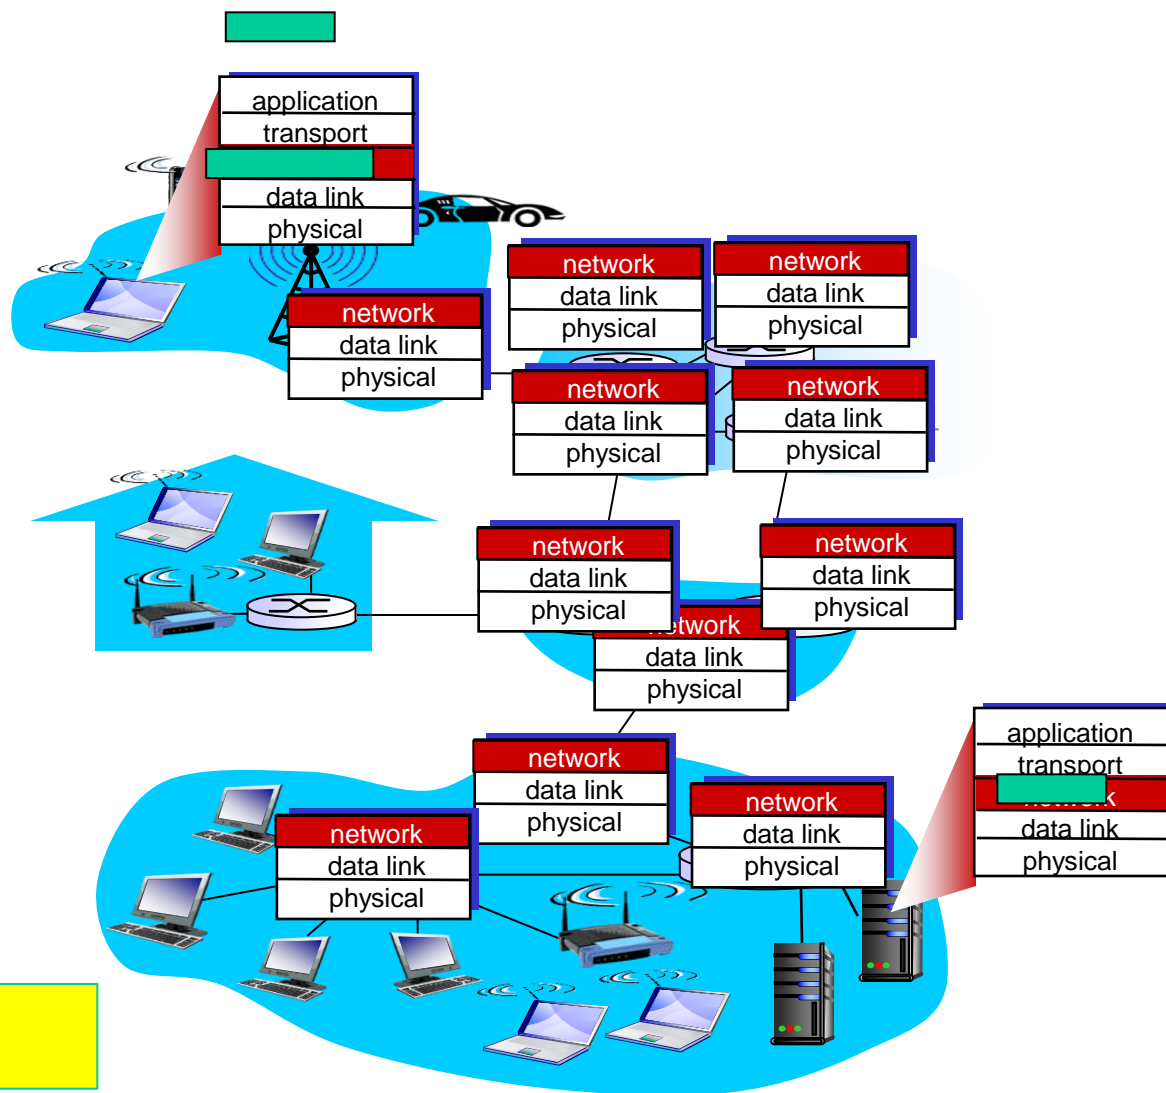 application
transport
data link
physical
network
data link
physical
network
data link
physical
network
data link
physical
network
data link
physical
network
data link
physical
network
data link
physical
network
data link
physical
network
data link
physical
network
data link
physical
network
data link
physical
network
data link
physical
application
transport
network
data link
physical